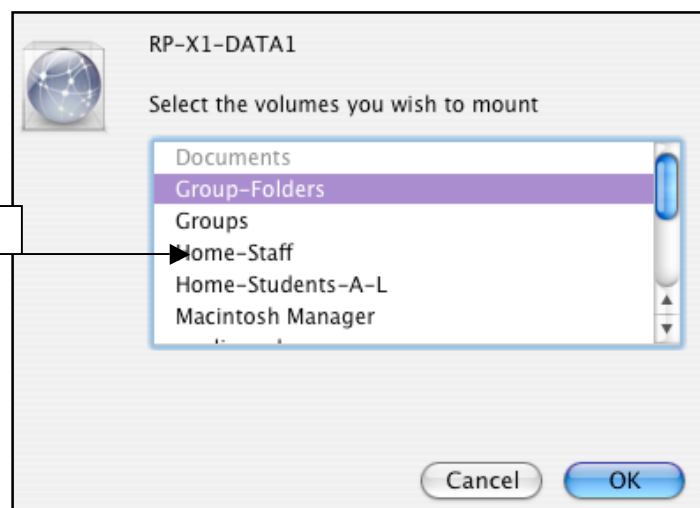 RP-X1-DATA1
Select the volumes you wish to mount
Documents
Group-Folders
Groups
Home-Staff
Home-Students-A-L
Macintosh Manager
Cancel
OK